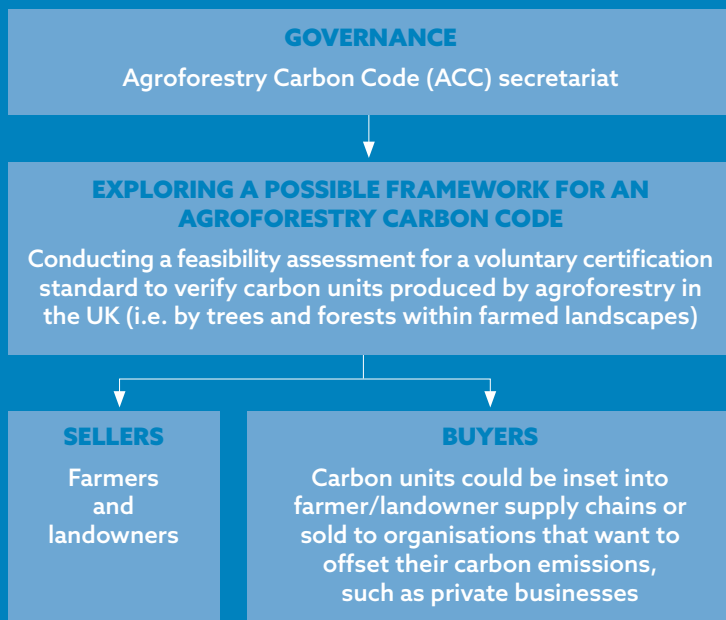 GOVERNANCE
Agroforestry Carbon Code (ACC) secretariat
EXPLORING A POSSIBLE FRAMEWORK FOR AN
AGROFORESTRY CARBON CODE
Conducting a feasibility assessment for a voluntary certification
standard to verify carbon units produced by agroforestry in
the UK (i.e. by trees and forests within farmed landscapes)
SELLERS
Farmers
and
landowners
BUYERS
Carbon units could be inset into
farmer/landowner supply chains or
sold to organisations that want to
offset their carbon emissions,
such as private businesses